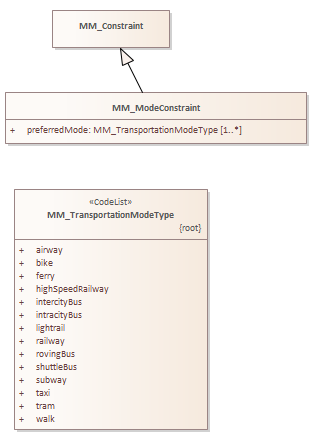 MM_Constraint
MM_ModeConstraint
+ preferredMode: MM_TransportationModeType [1..*]
«CodeList»
MM_TransportationModeType
{root}
+ airway
+ bike
+ ferry
+ highSpeedRailway
+ intercityBus
+ intracityBus
+ lightrail
+ railway
+ rovingBus
+ shuttleBus
+ subway
+ taxi
+ tram
+ walk